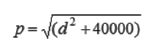 p = √(d² + 40000)